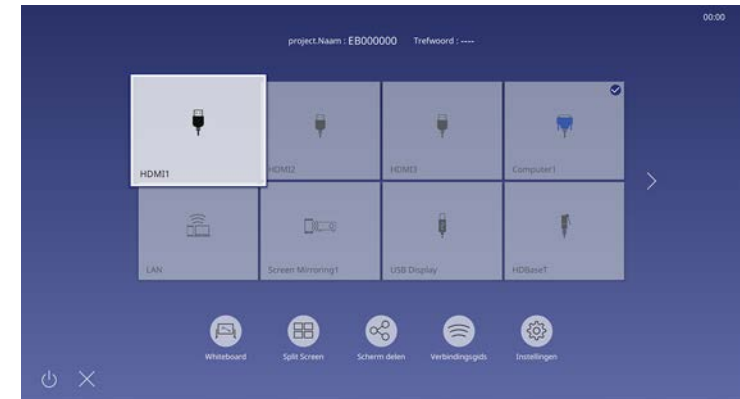 00:00
project.Naam : EB000000 Trefwoord : ----
HDMI1
HDMI2
HDMI3
Computer1
LAN
Screen Mirroring1
USB Display
HDBaseT
Whiteboard
Split Screen
Scherm delen
Verbindingsgids
Instellingen